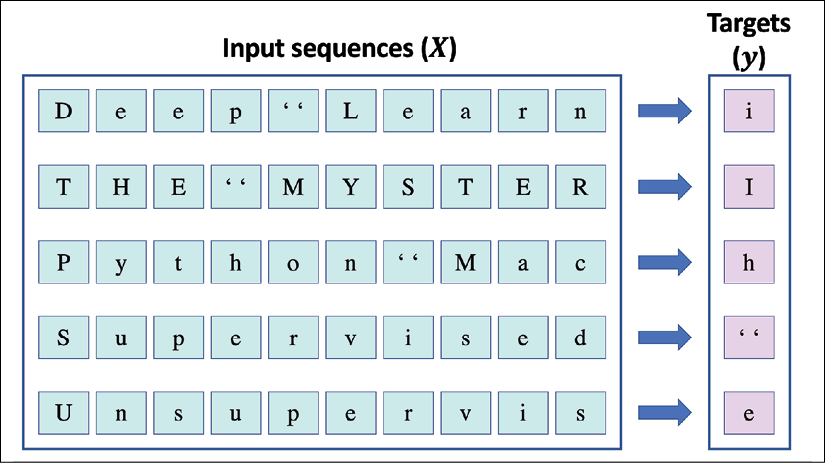 Input sequences (X)
Targets
(y)
D e e p ‘ ‘ L e a r n i
T H E ‘ ‘ M Y S T E R I
P y t h o n ‘ ‘ M a c h
S u p e r v i s e d ‘ ‘
U n s u p e r v i s e